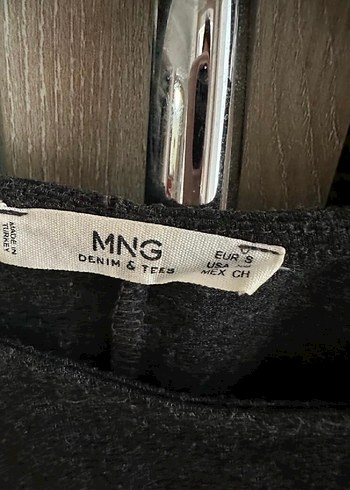 MADE IN
TURKEY
MNG
DENIM & TEES
EUR S
USA
MEX CH